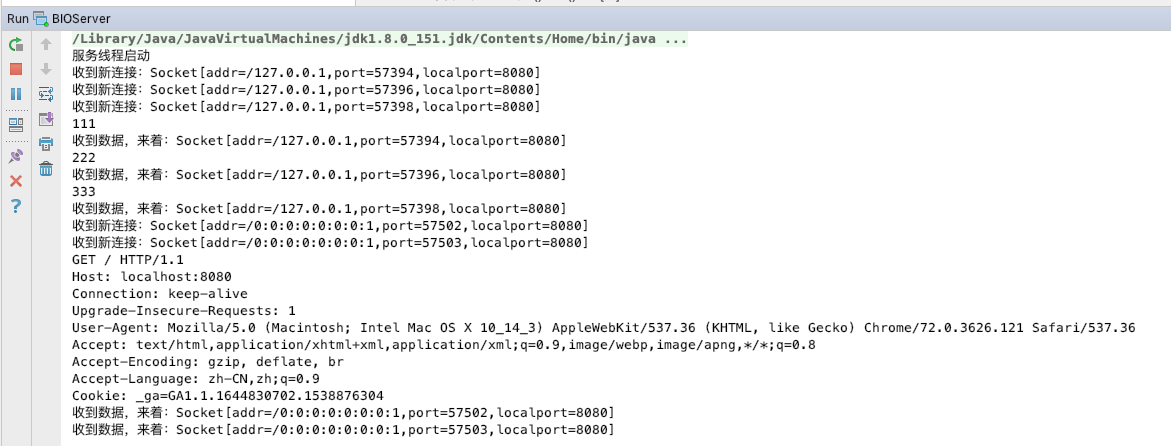 Run BIOServer
/Library/Java/JavaVirtualMachines/jdk1.8.0_151.jdk/Contents/Home/bin/java ...
服务线程启动
收到新连接：Socket[addr=/127.0.0.1,port=57394,localport=8080]
收到新连接：Socket[addr=/127.0.0.1,port=57396,localport=8080]
收到新连接：Socket[addr=/127.0.0.1,port=57398,localport=8080]
111
收到数据，来着：Socket[addr=/127.0.0.1,port=57394,localport=8080]
222
收到数据，来着：Socket[addr=/127.0.0.1,port=57396,localport=8080]
333
收到数据，来着：Socket[addr=/127.0.0.1,port=57398,localport=8080]
收到新连接：Socket[addr=/0:0:0:0:0:0:0:1,port=57502,localport=8080]
收到新连接：Socket[addr=/0:0:0:0:0:0:0:1,port=57503,localport=8080]
GET / HTTP/1.1
Host: localhost:8080
Connection: keep-alive
Upgrade-Insecure-Requests: 1
User-Agent: Mozilla/5.0 (Macintosh; Intel Mac OS X 10_14_3) AppleWebKit/537.36 (KHTML, like Gecko) Chrome/72.0.3626.121 Safari/537.36
Accept: text/html,application/xhtml+xml,application/xml;q=0.9,image/webp,image/apng,*/*;q=0.8
Accept-Encoding: gzip, deflate, br
Accept-Language: zh-CN,zh;q=0.9
Cookie: _ga=GA1.1.1644830702.1538876304
收到数据，来着：Socket[addr=/0:0:0:0:0:0:0:1,port=57502,localport=8080]
收到数据，来着：Socket[addr=/0:0:0:0:0:0:0:1,port=57503,localport=8080]